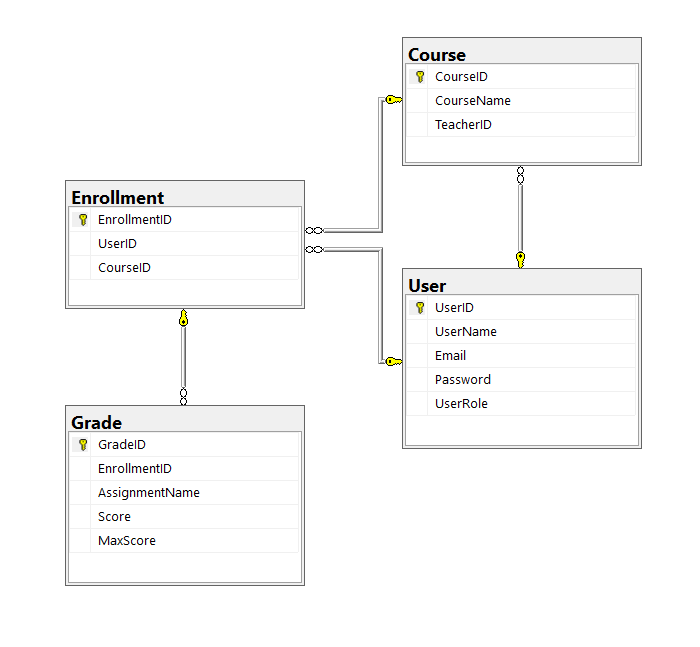 Course
CourseID
CourseName
TeacherID
Enrollment
EnrollmentID
UserID
CourseID
User
UserID
UserName
Email
Password
UserRole
Grade
GradeID
EnrollmentID
AssignmentName
Score
MaxScore